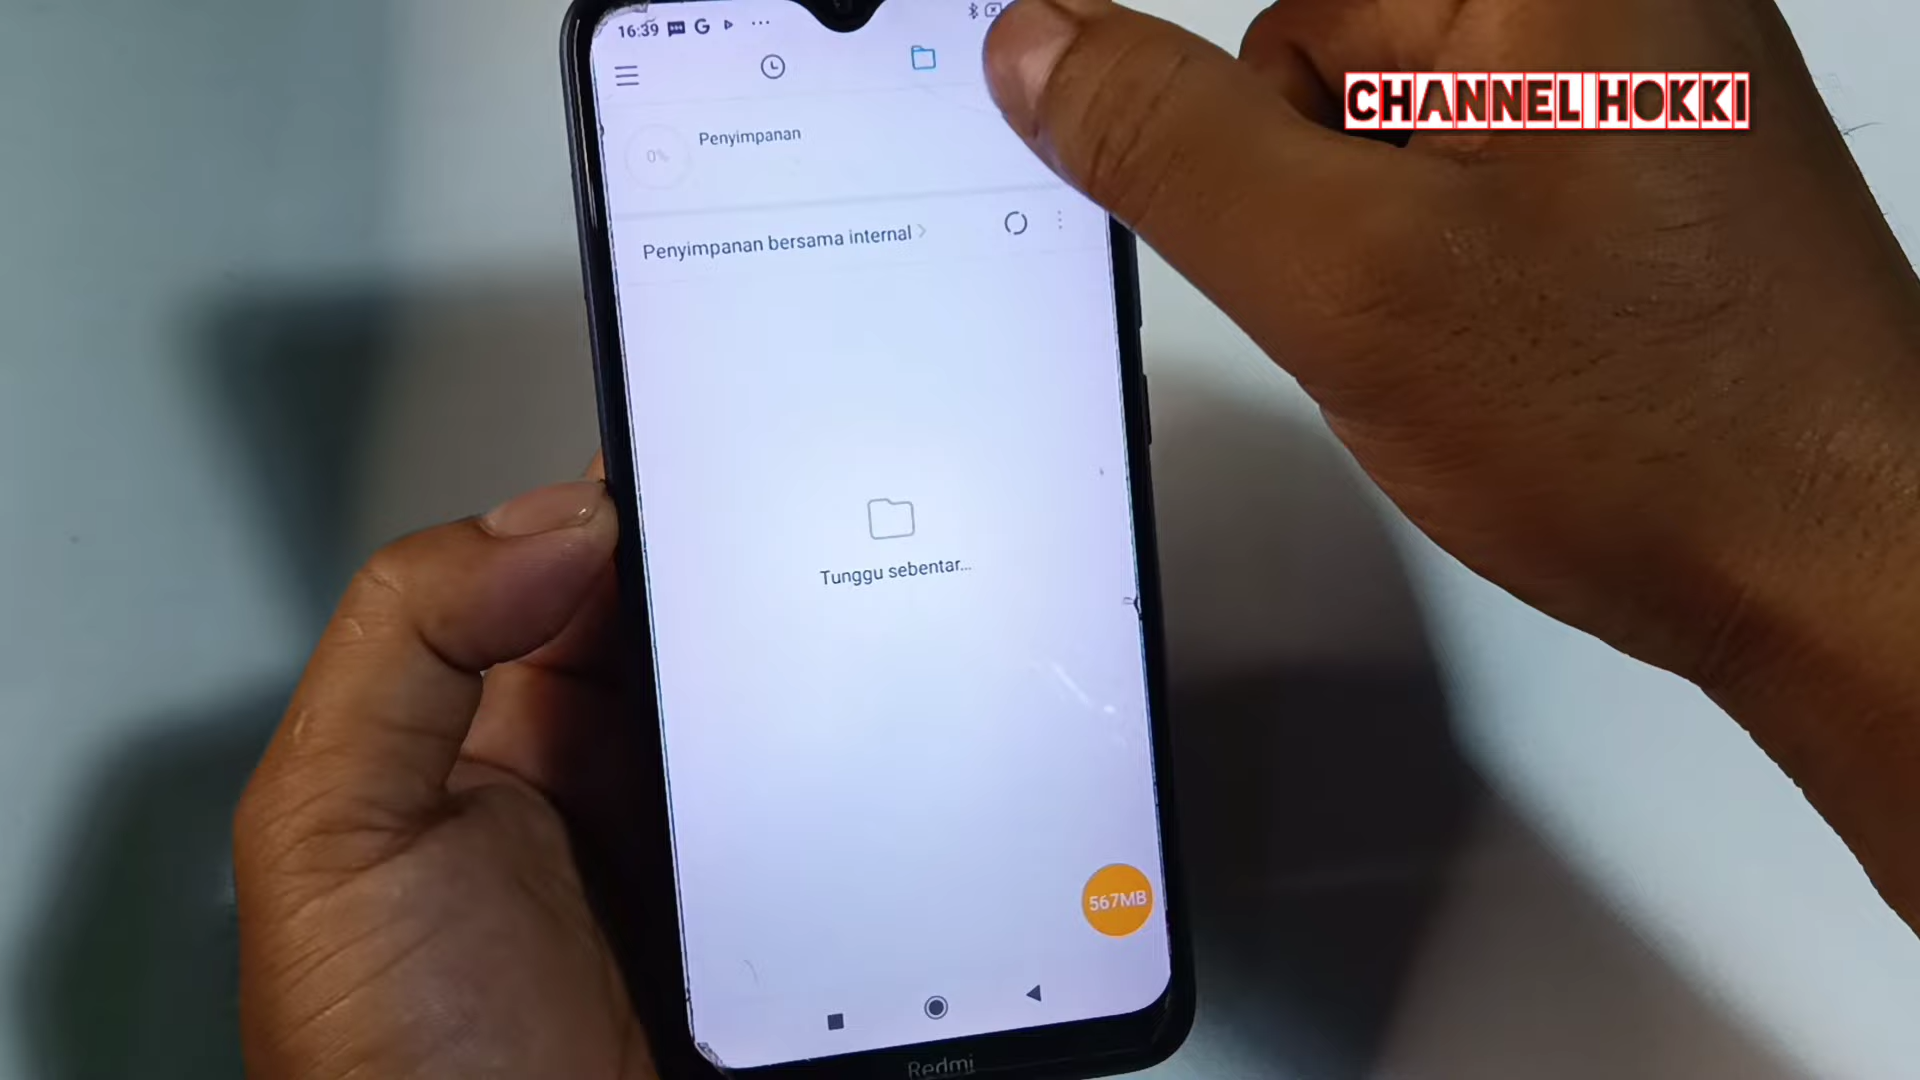 16:39
CHANNEL HOKKI
0%
Penyimpanan
Penyimpanan bersama internal
Tunggu sebentar...
567MB
Redmi